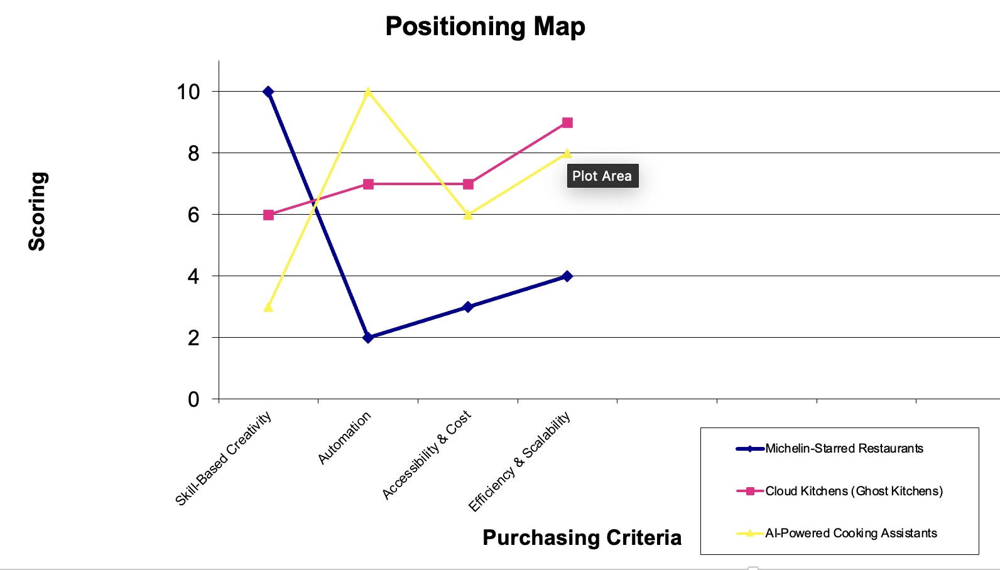 Positioning Map
Scoring
10
8
6
4
2
0
Plot Area
Skill-Based Creativity
Automation
Accessibility & Cost
Efficiency & Scalability
Purchasing Criteria
Michelin-Starred Restaurants
Cloud Kitchens (Ghost Kitchens)
AI-Powered Cooking Assistants